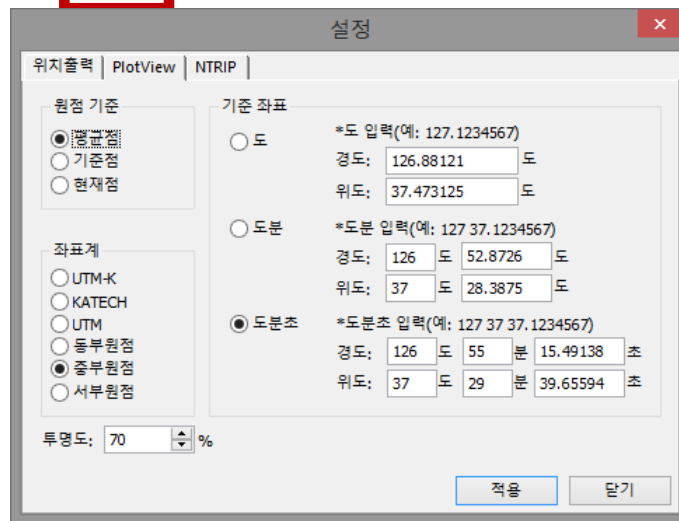 설정
위치출력 PlotView NTRIP
원점 기준
평균점
기준점
현재점
좌표계
UTM-K
KATECH
UTM
동부원점
중부원점
서부원점
투명도: 70 %
기준 좌표
도 *도 입력(예: 127.1234567)
경도: 126.88121 도
위도: 37.473125 도
도분 *도분 입력(예: 127 37.1234567)
경도: 126 도 52.8726 도
위도: 37 도 28.3875 도
도분초 *도분초 입력(예: 127 37 37.1234567)
경도: 126 도 55 분 15.49138 초
위도: 37 도 29 분 39.65594 초
적용 닫기